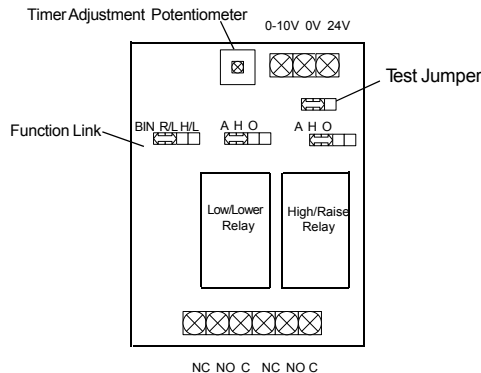 Timer Adjustment Potentiometer
0-10V 0V 24V
Test Jumper
Function Link
BIN R/L H/L
A H O
A H O
Low/Lower
Relay
High/Raise
Relay
NC NO C NC NO C